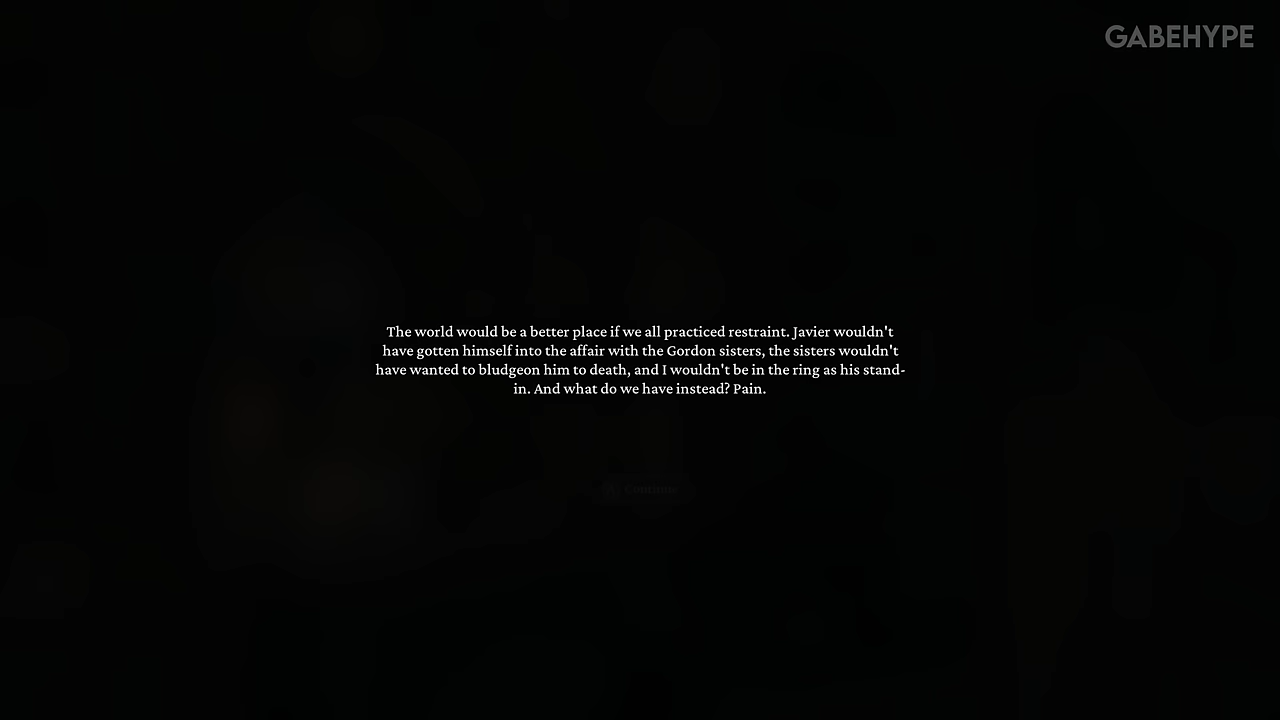 GABEHYPE
The world would be a better place if we all practiced restraint. Javier wouldn't
have gotten himself into the affair with the Gordon sisters, the sisters wouldn't
have wanted to bludgeon him to death, and I wouldn't be in the ring as his stand-
in. And what do we have instead? Pain.
A Continue